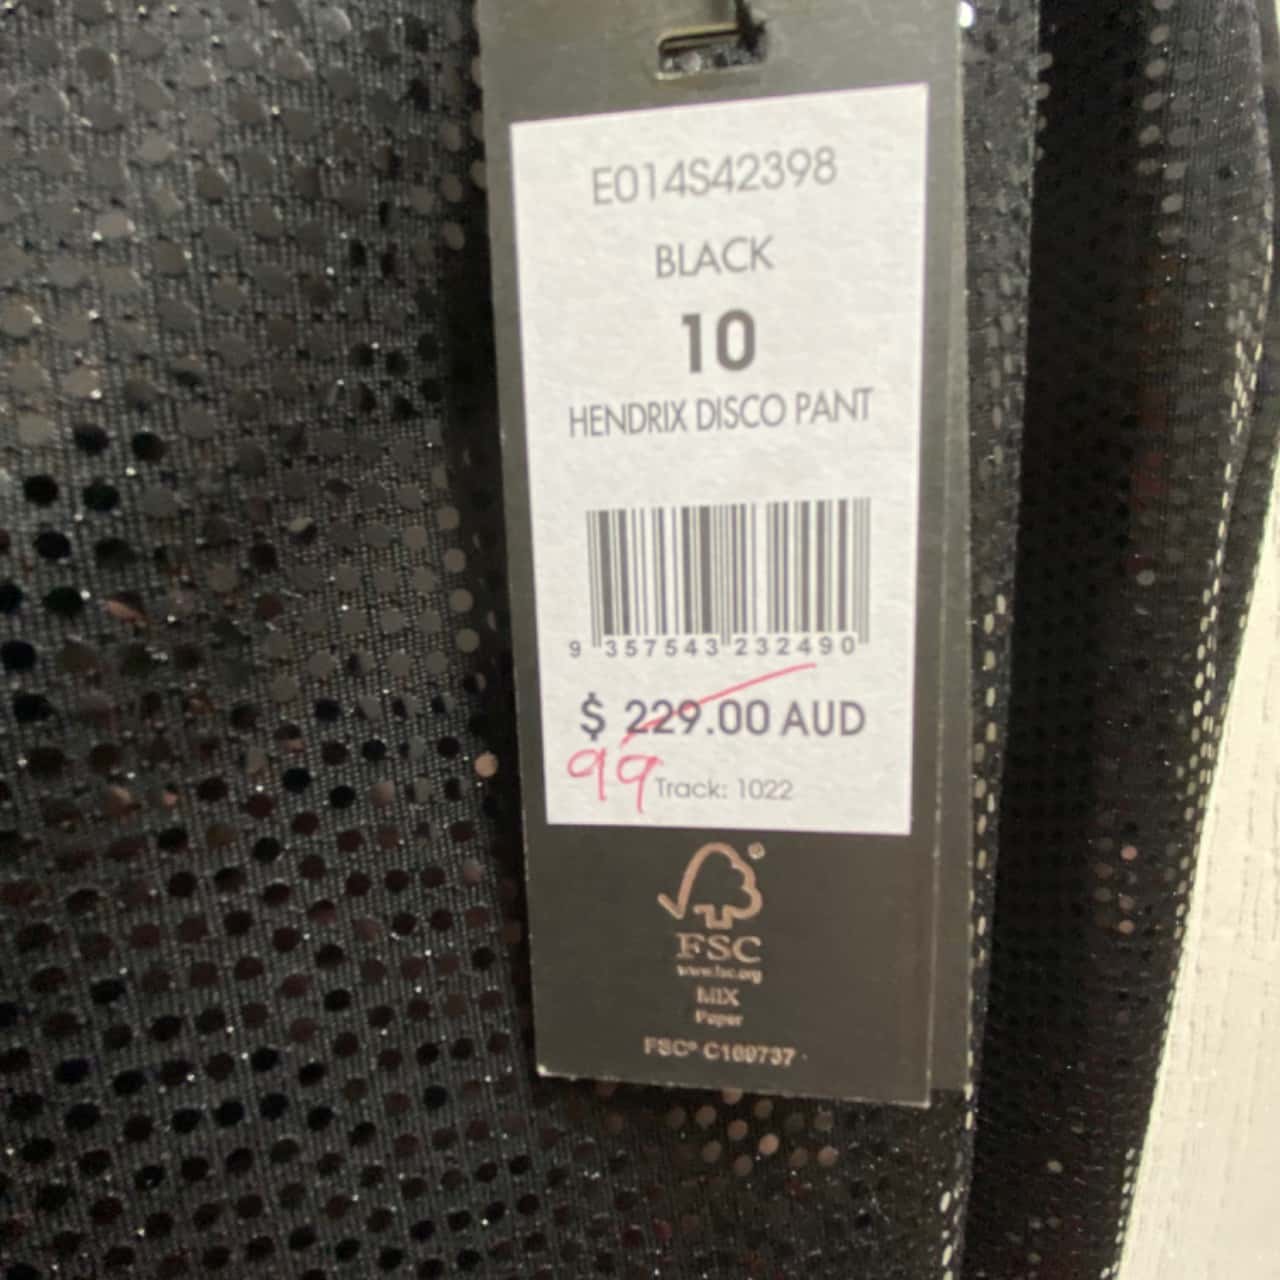 E014S42398
BLACK
10
HENDRIX DISCO PANT
9 357543 232490
$ 229.00 AUD
99
Track: 1022
FSC
www.fsc.org
MIX
Paper
FSC® C169737